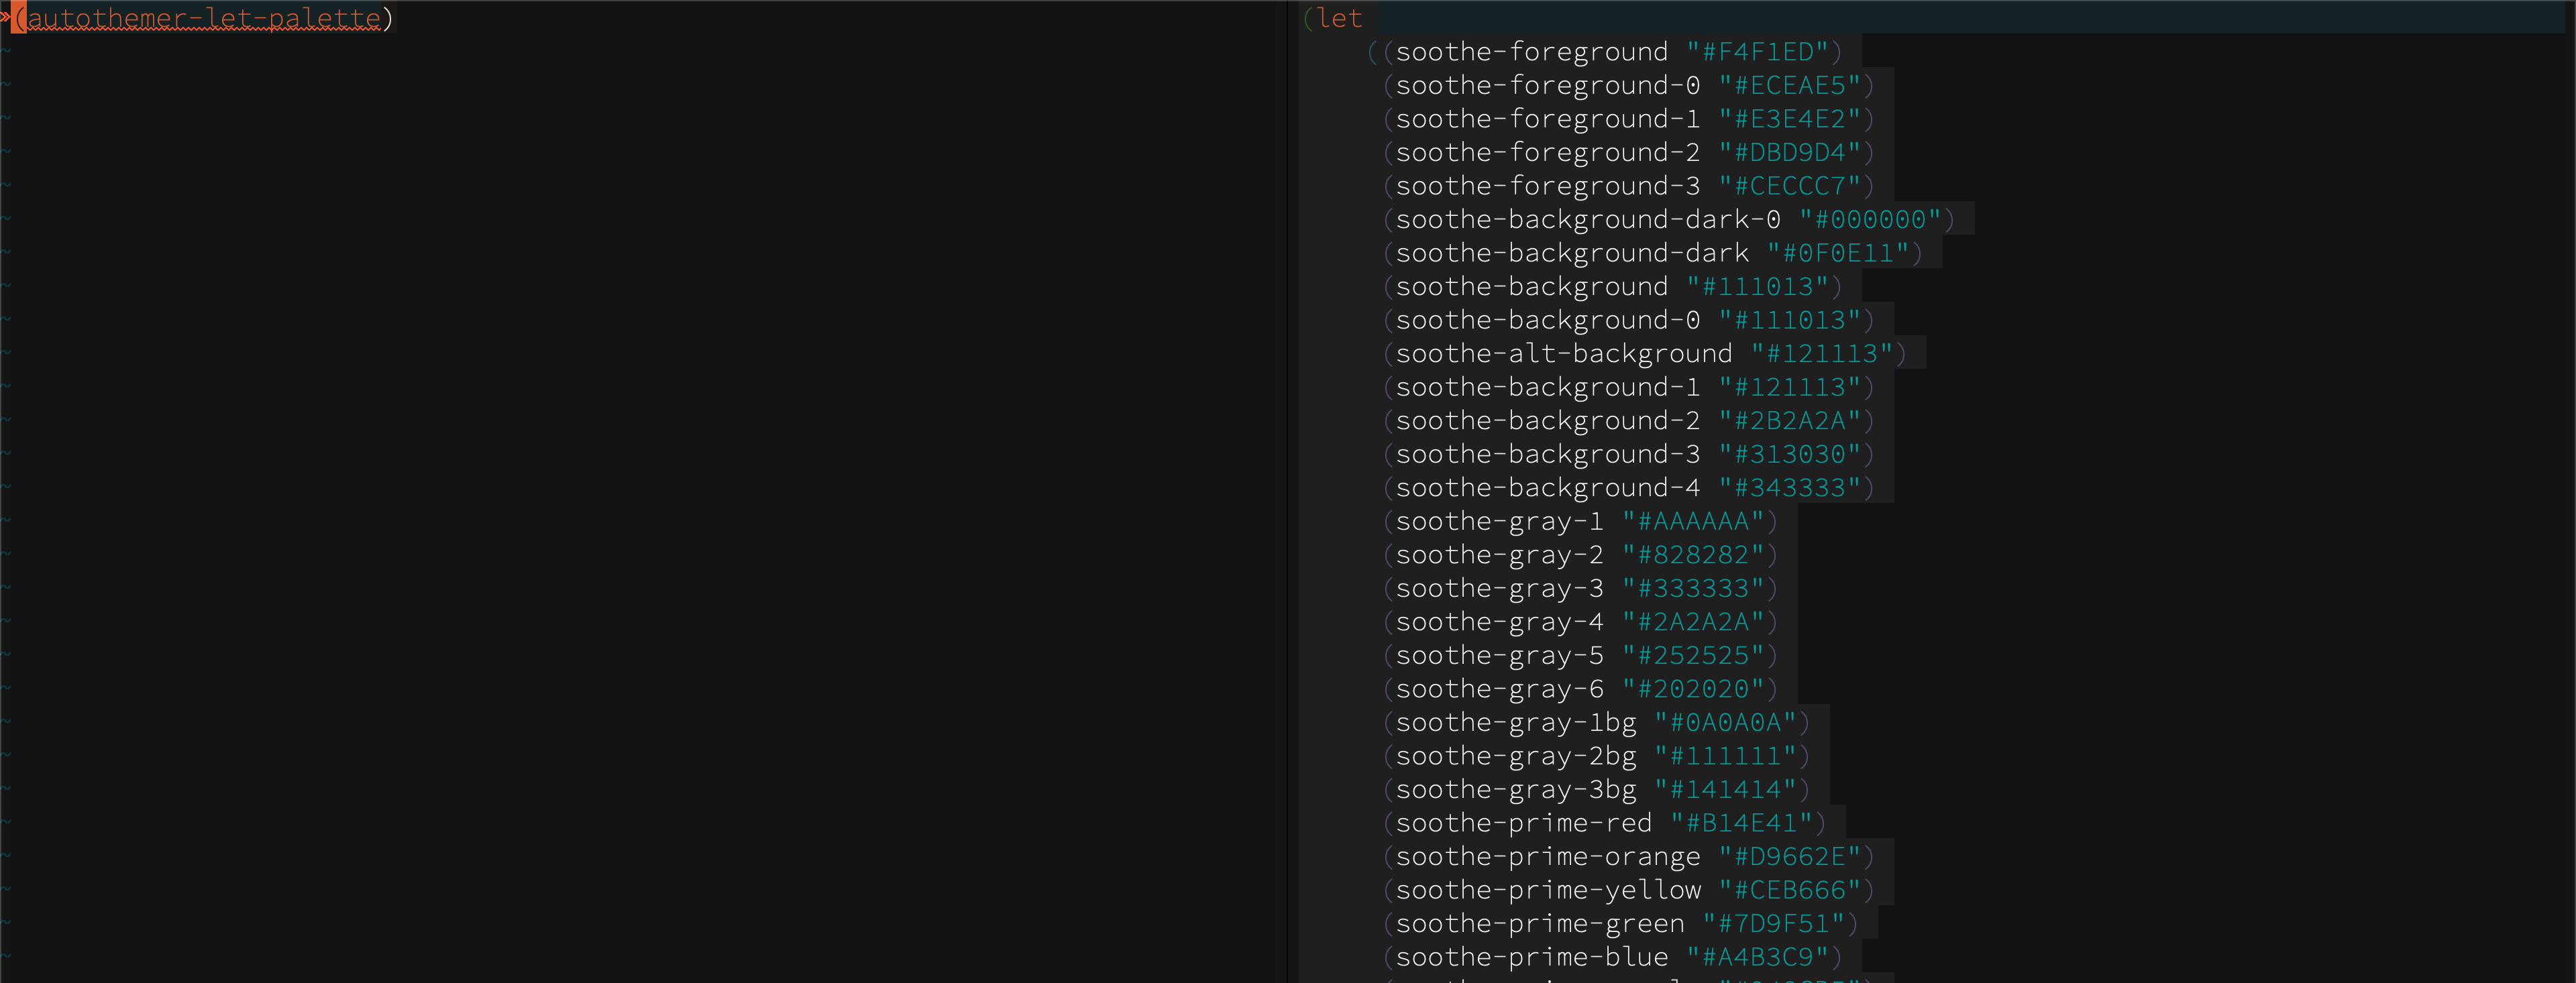 (autothemer-let-palette)
(let
((soothe-foreground "#F4F1ED")
(soothe-foreground-0 "#ECEAE5")
(soothe-foreground-1 "#E3E4E2")
(soothe-foreground-2 "#DBD9D4")
(soothe-foreground-3 "#CECCC7")
(soothe-background-dark-0 "#000000")
(soothe-background-dark "#0F0E11")
(soothe-background "#111013")
(soothe-background-0 "#111013")
(soothe-alt-background "#121113")
(soothe-background-1 "#121113")
(soothe-background-2 "#2B2A2A")
(soothe-background-3 "#313030")
(soothe-background-4 "#343333")
(soothe-gray-1 "#AAAAAA")
(soothe-gray-2 "#828282")
(soothe-gray-3 "#333333")
(soothe-gray-4 "#2A2A2A")
(soothe-gray-5 "#252525")
(soothe-gray-6 "#202020")
(soothe-gray-1bg "#0A0A0A")
(soothe-gray-2bg "#111111")
(soothe-gray-3bg "#141414")
(soothe-prime-red "#B14E41")
(soothe-prime-orange "#D9662E")
(soothe-prime-yellow "#CEB666")
(soothe-prime-green "#7D9F51")
(soothe-prime-blue "#A4B3C9")